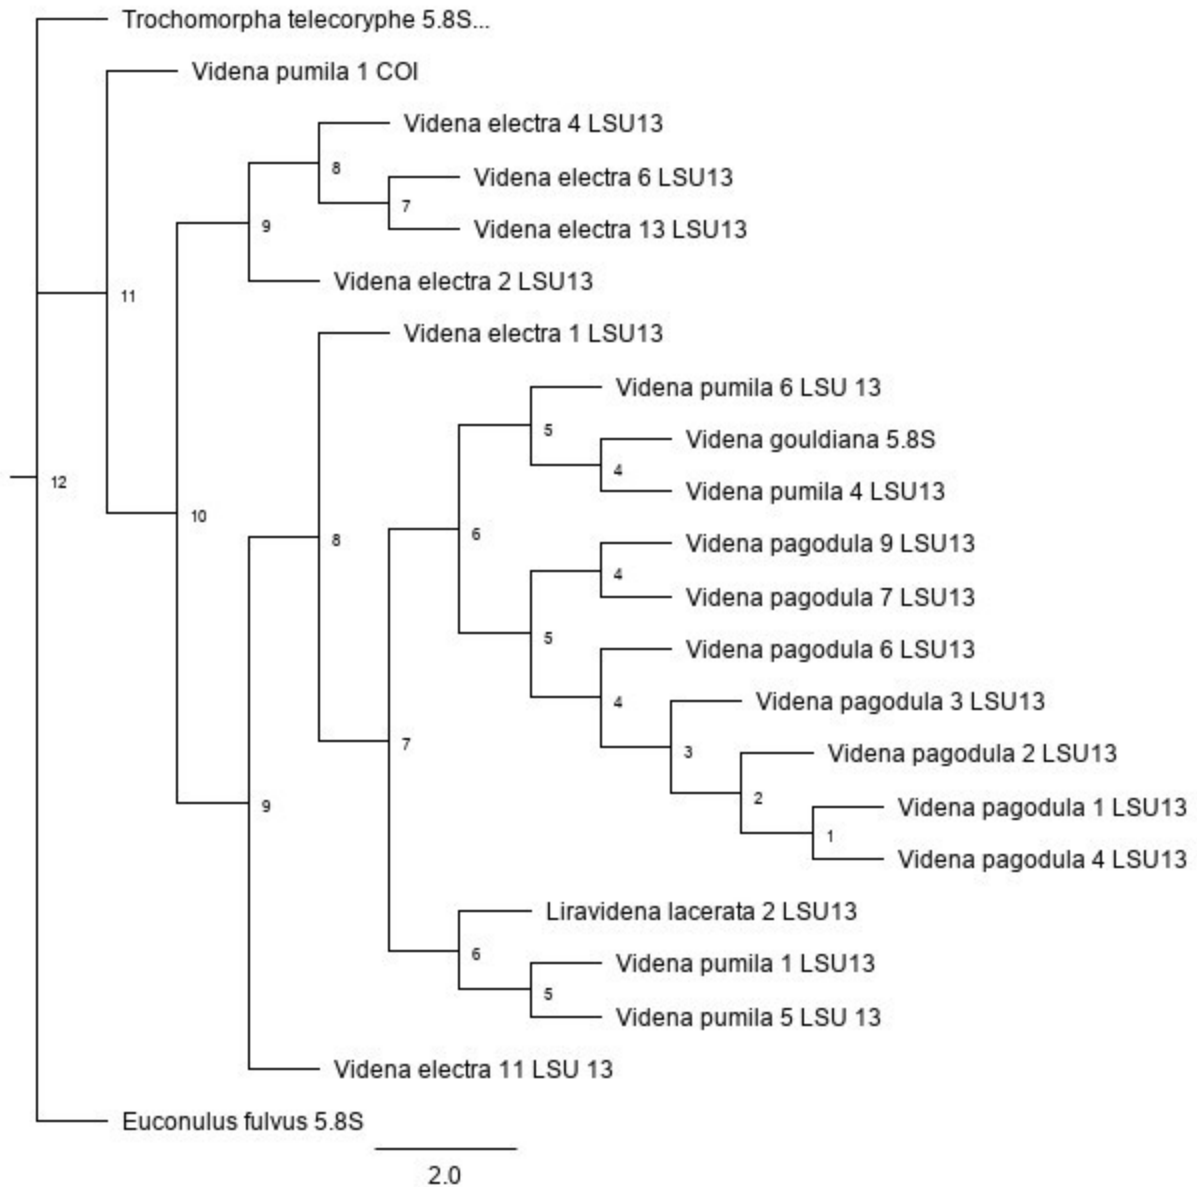 Trochomorpha telecoryphe 5.8S...
Videna pumila 1 COI
Videna electra 4 LSU13
8
Videna electra 6 LSU13
7
9
Videna electra 13 LSU13
Videna electra 2 LSU13
11
Videna electra 1 LSU13
Videna pumila 6 LSU 13
5
Videna gouldiana 5.8S
4
12
Videna pumila 4 LSU13
10
6
8
Videna pagodula 9 LSU13
4
Videna pagodula 7 LSU13
5
Videna pagodula 6 LSU13
4
Videna pagodula 3 LSU13
7
3
Videna pagodula 2 LSU13
2
9
Videna pagodula 1 LSU13
1
Videna pagodula 4 LSU13
Liravidena lacerata 2 LSU13
6
Videna pumila 1 LSU13
5
Videna pumila 5 LSU 13
Videna electra 11 LSU 13
Euconulus fulvus 5.8S
2.0